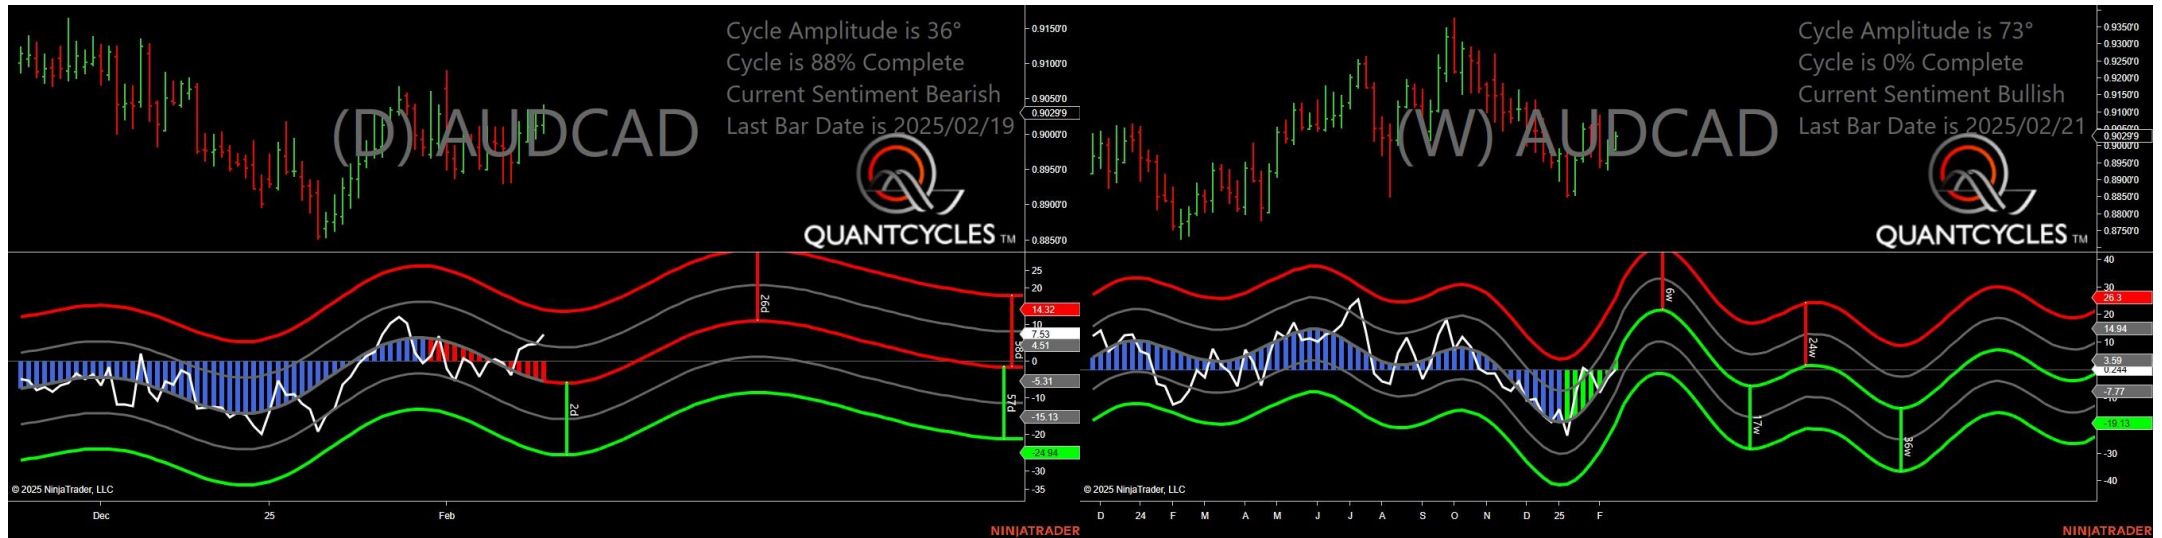 Cycle Amplitude is 36°
Cycle is 88% Complete
Current Sentiment Bearish
Last Bar Date is 2025/02/19
(D) AUDCAD
QUANTCYCLES TM
0.9150'0
0.9100'0
0.9050'0
0.9029'9
0.9000'0
0.8950'0
0.8900'0
0.8850'0
25
20
14.32
10
7.53
4.51
0
-5.31
-10
-15.13
-20
-24.94
-30
-35
2d
26d
58d
57d
© 2025 NinjaTrader, LLC
Dec 25 Feb
NINJATRADER
Cycle Amplitude is 73°
Cycle is 0% Complete
Current Sentiment Bullish
Last Bar Date is 2025/02/21
(W) AUDCAD
QUANTCYCLES TM
0.9350'0
0.9300'0
0.9250'0
0.9200'0
0.9150'0
0.9100'0
0.9050'0
0.9029'9
0.9000'0
0.8950'0
0.8900'0
0.8850'0
0.8800'0
0.8750'0
40
30
26.3
20
14.94
10
3.59
0.244
-7.77
-10
-19.13
-30
-40
6w
17w
24w
36w
© 2025 NinjaTrader, LLC
D 24 F M A M J J A S O N D 25 F
NINJATRADER